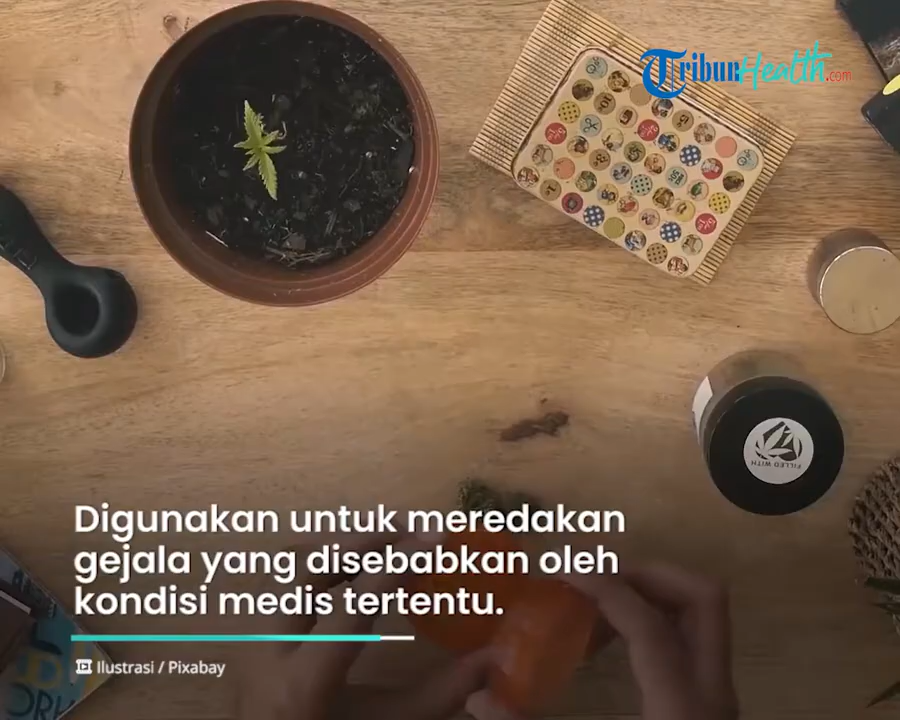 TribunHealth.com
FILLED WITH
Digunakan untuk meredakan
gejala yang disebabkan oleh
kondisi medis tertentu.
Ilustrasi / Pixabay